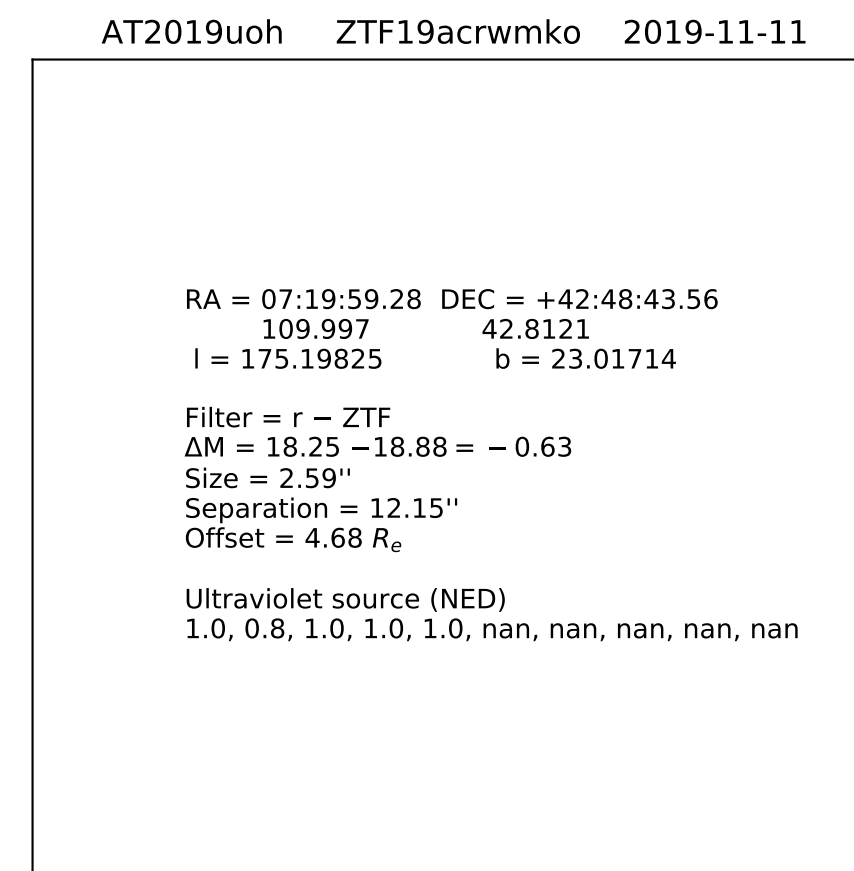 AT2019uoh ZTF19acrwmko 2019-11-11
RA = 07:19:59.28 DEC = +42:48:43.56
109.997 42.8121
l = 175.19825 b = 23.01714
Filter = r − ZTF
ΔM = 18.25 −18.88 = − 0.63
Size = 2.59''
Separation = 12.15''
Offset = 4.68 Rₑ
Ultraviolet source (NED)
1.0, 0.8, 1.0, 1.0, 1.0, nan, nan, nan, nan, nan